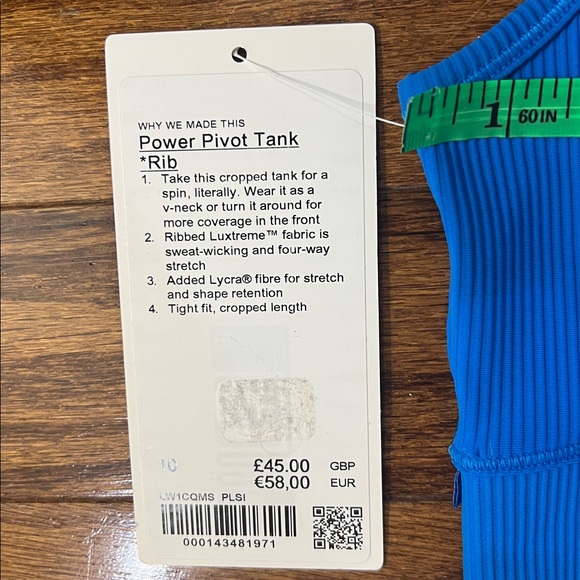 WHY WE MADE THIS
Power Pivot Tank
*Rib
1. Take this cropped tank for a
spin, literally. Wear it as a
v-neck or turn it around for
more coverage in the front
2. Ribbed Luxtreme™ fabric is
sweat-wicking and four-way
stretch
3. Added Lycra® fibre for stretch
and shape retention
4. Tight fit, cropped length
10 £45.00 GBP
€58,00 EUR
LW1CQMS PLSI
000143481971
1 60IN